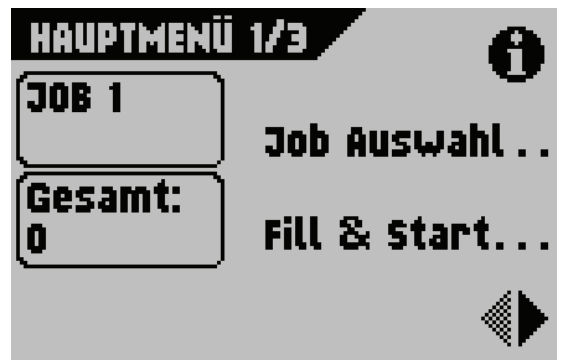 HAUPTMENÜ 1/3
JOB 1
Job Auswahl..
Gesamt:
0
Fill & Start...